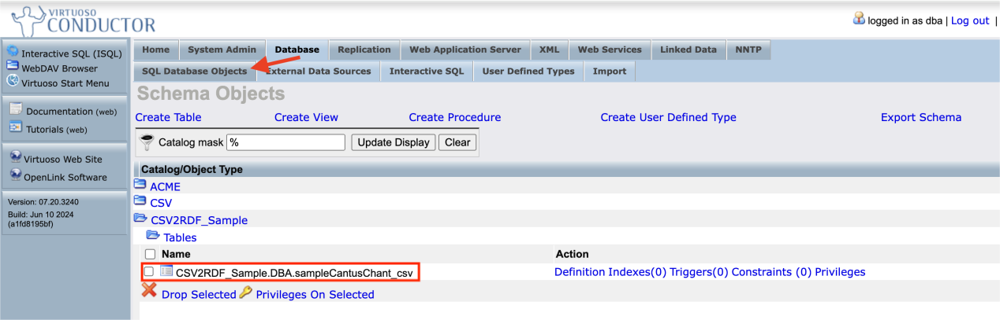 VIRTUOSO
CONDUCTOR
logged in as dba | Log out |
Interactive SQL (ISQL)
WebDAV Browser
Virtuoso Start Menu
Documentation (web)
Tutorials (web)
Virtuoso Web Site
OpenLink Software
Version: 07.20.3240
Build: Jun 10 2024
(a1fd8195bf)
Home System Admin Database Replication Web Application Server XML Web Services Linked Data NNTP
SQL Database Objects External Data Sources Interactive SQL User Defined Types Import
Schema Objects
Create Table Create View Create Procedure Create User Defined Type Export Schema
Catalog mask % Update Display Clear
Catalog/Object Type
ACME
CSV
CSV2RDF_Sample
Tables
Name Action
CSV2RDF_Sample.DBA.sampleCantusChant_csv Definition Indexes(0) Triggers(0) Constraints (0) Privileges
Drop Selected Privileges On Selected